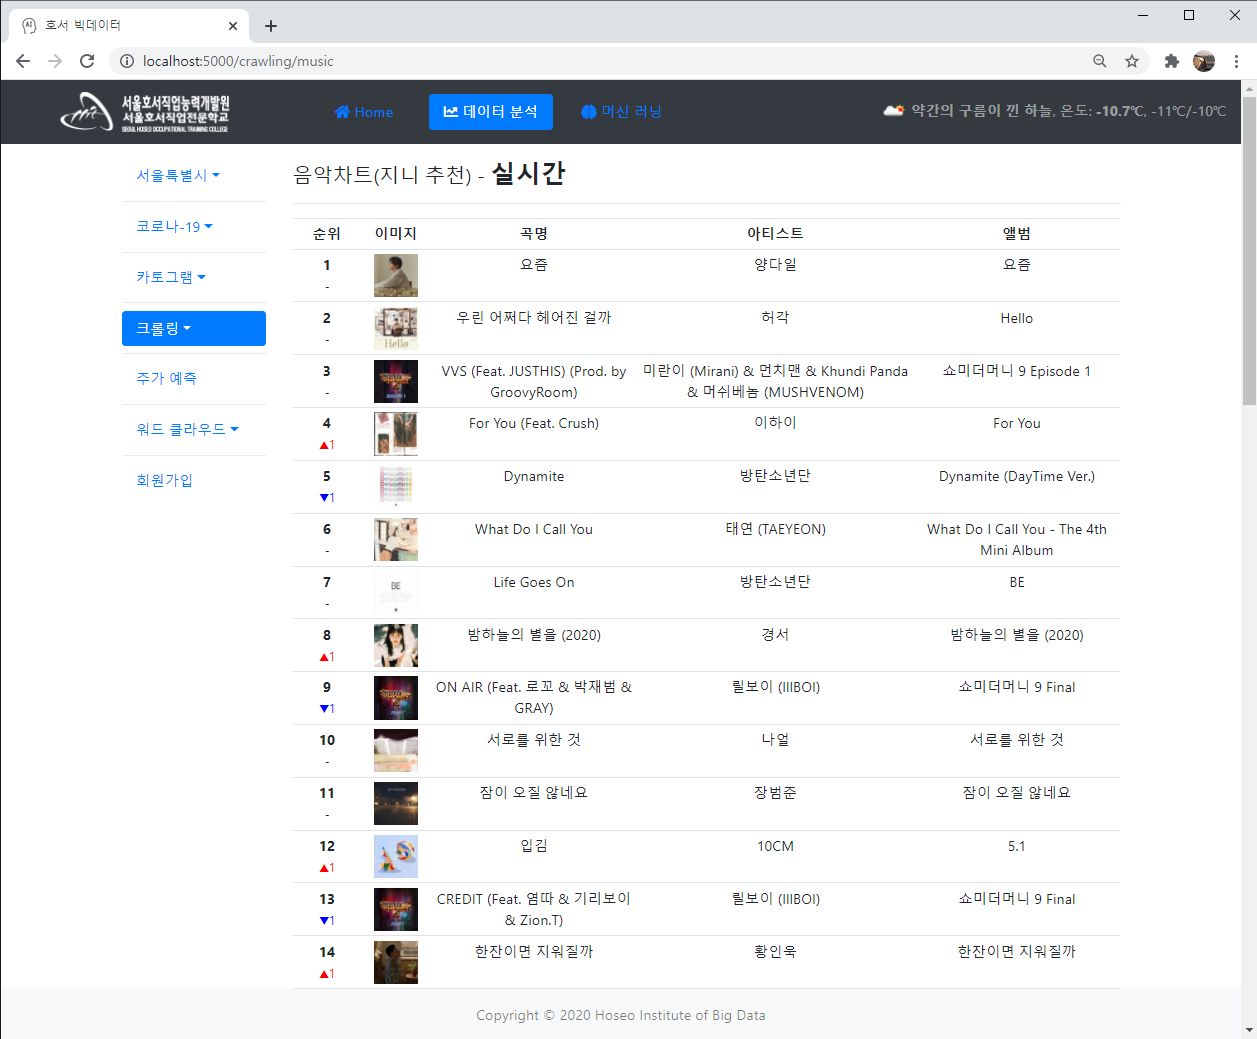 호서 빅데이터
localhost:5000/crawling/music
서울호서직업능력개발원
서울호서직업전문학교
SEOUL HOSEO OCCUPATIONAL TRAINING COLLEGE
Home
데이터 분석
머신 러닝
약간의 구름이 낀 하늘, 온도: -10.7℃, -11℃/-10℃
서울특별시
코로나-19
카토그램
크롤링
주가 예측
워드 클라우드
회원가입
음악차트(지니 추천) - 실시간
순위 이미지 곡명 아티스트 앨범
1 요즘 양다일 요즘
-
2 우린 어쩌다 헤어진 걸까 허각 Hello
-
Hello
3 VVS (Feat. JUSTHIS) (Prod. by 미란이 (Mirani) & 먼치맨 & Khundi Panda 쇼미더머니 9 Episode 1
- GroovyRoom) & 머쉬베놈 (MUSHVENOM)
4 For You (Feat. Crush) 이하이 For You
▲1
5 Dynamite 방탄소년단 Dynamite (DayTime Ver.)
▼1
6 What Do I Call You 태연 (TAEYEON) What Do I Call You - The 4th
- Mini Album
7 BE Life Goes On 방탄소년단 BE
-
8 밤하늘의 별을 (2020) 경서 밤하늘의 별을 (2020)
▲1
9 ON AIR (Feat. 로꼬 & 박재범 & 릴보이 (lIlBOI) 쇼미더머니 9 Final
▼1 GRAY)
10 서로를 위한 것 나얼 서로를 위한 것
-
11 잠이 오질 않네요 장범준 잠이 오질 않네요
-
12 입김 10CM 5.1
▲1
13 CREDIT (Feat. 염따 & 기리보이 릴보이 (lIlBOI) 쇼미더머니 9 Final
▼1 & Zion.T)
14 한잔이면 지워질까 황인욱 한잔이면 지워질까
▲1
Copyright © 2020 Hoseo Institute of Big Data